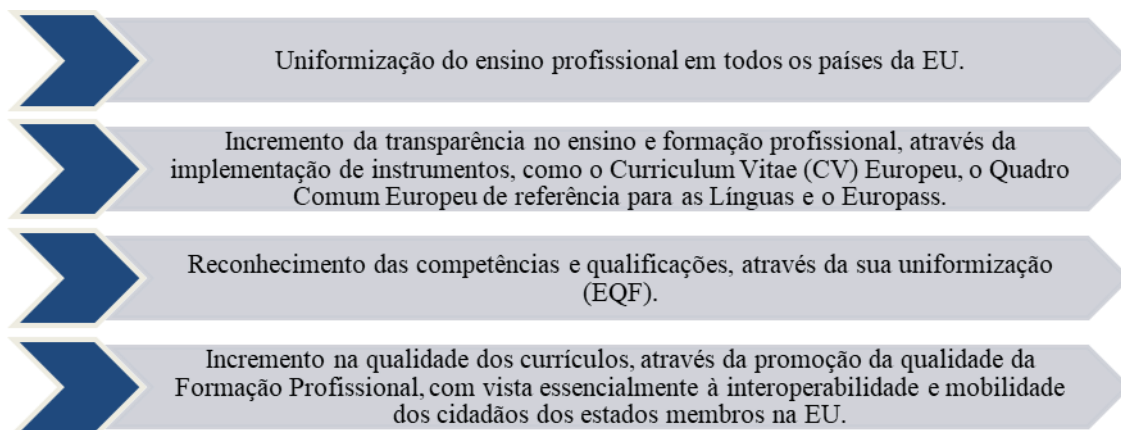 Uniformização do ensino profissional em todos os países da EU.
Incremento da transparência no ensino e formação profissional, através da
implementação de instrumentos, como o Curriculum Vitae (CV) Europeu, o Quadro
Comum Europeu de referência para as Línguas e o Europass.
Reconhecimento das competências e qualificações, através da sua uniformização
(EQF).
Incremento na qualidade dos currículos, através da promoção da qualidade da
Formação Profissional, com vista essencialmente à interoperabilidade e mobilidade
dos cidadãos dos estados membros na EU.